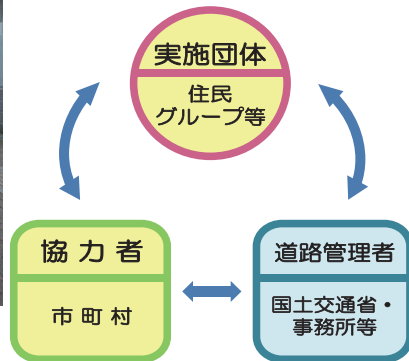 実施団体
住民
グループ等
協力者
市町村
道路管理者
国土交通省・
事務所等